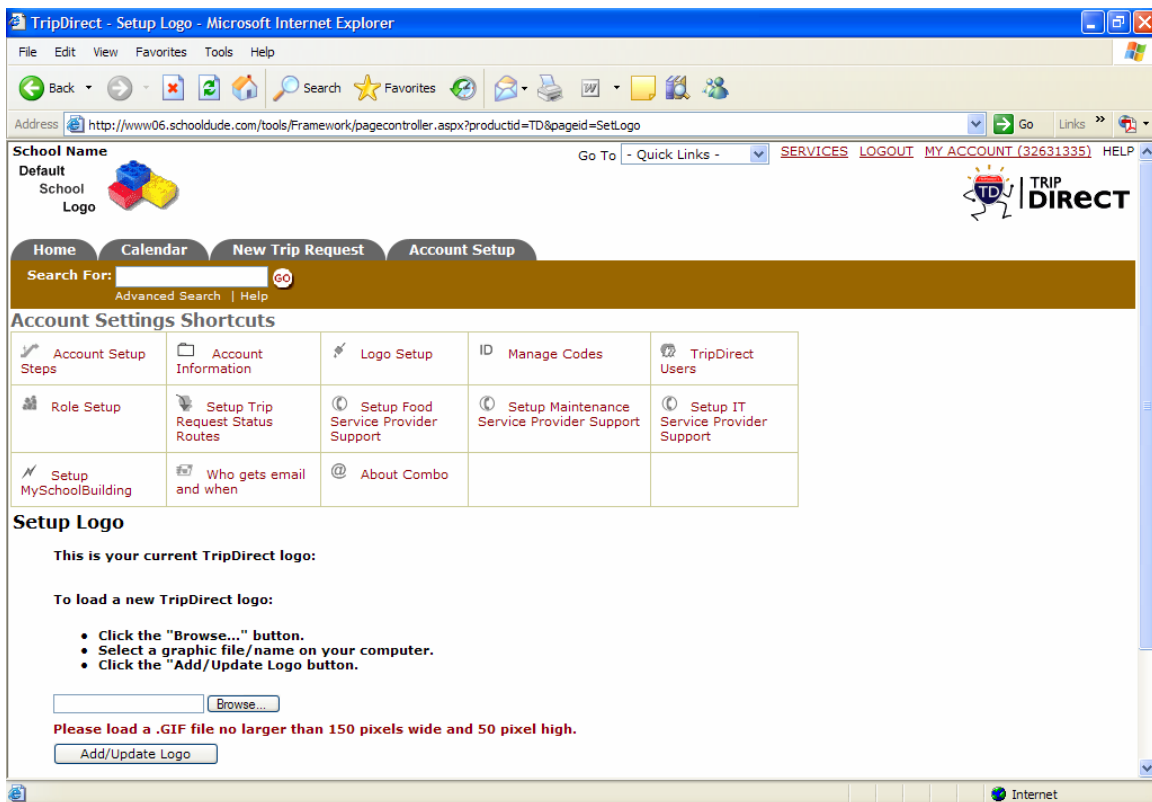 TripDirect - Setup Logo - Microsoft Internet Explorer
File Edit View Favorites Tools Help
Back Search Favorites
Address http://www06.schooldude.com/tools/Framework/pagecontroller.aspx?productid=TD&pageid=SetLogo Go Links »
School Name Go To - Quick Links - SERVICES LOGOUT MY ACCOUNT (32631335) HELP
Default
School
Logo
TD TRIP
DIRECT
Home Calendar New Trip Request Account Setup
Search For: GO
Advanced Search | Help
Account Settings Shortcuts
Account Setup
Steps
Account
Information
Logo Setup
ID Manage Codes
TripDirect
Users
Role Setup
Setup Trip
Request Status
Routes
Setup Food
Service Provider
Support
Setup Maintenance
Service Provider Support
Setup IT
Service Provider
Support
Setup
MySchoolBuilding
Who gets email
and when
@ About Combo
Setup Logo
This is your current TripDirect logo:
To load a new TripDirect logo:
• Click the "Browse..." button.
• Select a graphic file/name on your computer.
• Click the "Add/Update Logo button.
Browse...
Please load a .GIF file no larger than 150 pixels wide and 50 pixel high.
Add/Update Logo
Internet